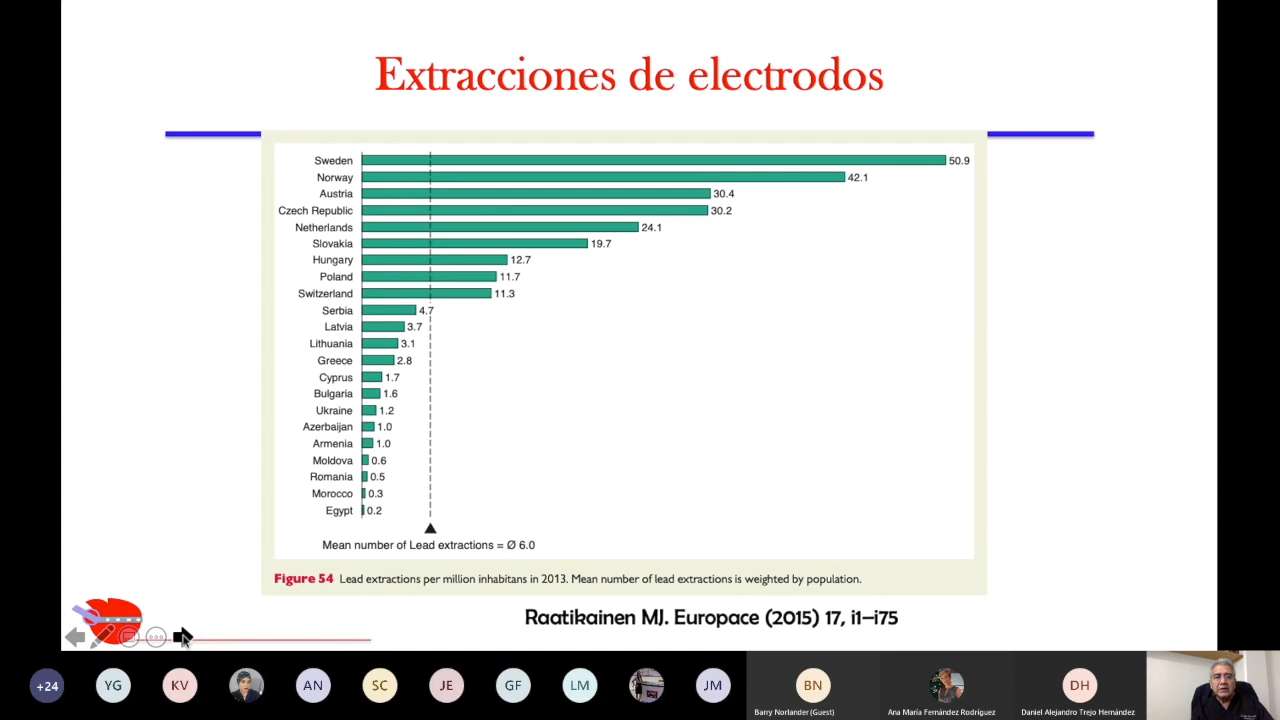 Extracciones de electrodos
Sweden 50.9
Norway 42.1
Austria 30.4
Czech Republic 30.2
Netherlands 24.1
Slovakia 19.7
Hungary 12.7
Poland 11.7
Switzerland 11.3
Serbia 4.7
Latvia 3.7
Lithuania 3.1
Greece 2.8
Cyprus 1.7
Bulgaria 1.6
Ukraine 1.2
Azerbaijan 1.0
Armenia 1.0
Moldova 0.6
Romania 0.5
Morocco 0.3
Egypt 0.2
Mean number of Lead extractions = Ø 6.0
Figure 54 Lead extractions per million inhabitants in 2013. Mean number of lead extractions is weighted by population.
Raatikainen MJ. Europace (2015) 17, i1–i75
+24 YG KV AN SC JE GF LM JM BN DH
Barry Norlander (Guest) Ana María Fernández Rodríguez Daniel Alejandro Trejo Hernández